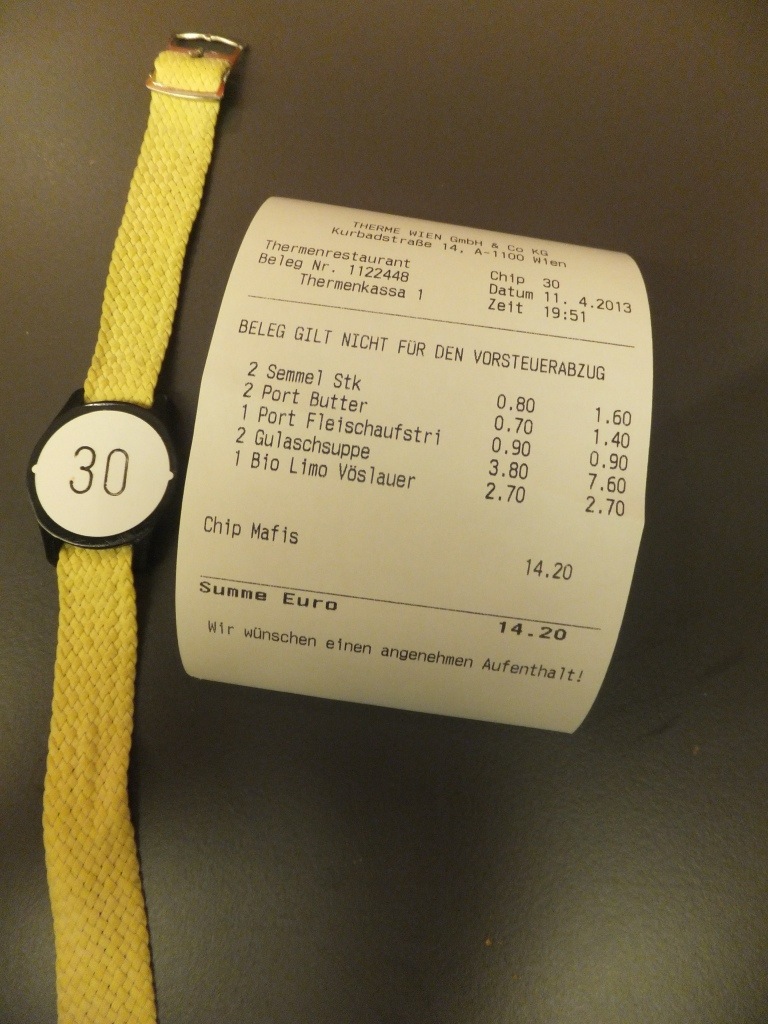 30
THERME WIEN GmbH & Co KG
Kurbadstraße 14, A-1100 Wien
Thermenrestaurant Chip 30
Beleg Nr. 1122448 Datum 11. 4.2013
Thermenkassa 1 Zeit 19:51
BELEG GILT NICHT FÜR DEN VORSTEUERABZUG
2 Semmel Stk 0.80 1.60
2 Port Butter 0.70 1.40
1 Port Fleischaufstri 0.90 0.90
2 Gulaschsuppe 3.80 7.60
1 Bio Limo Vöslauer 2.70 2.70
Chip Mafis 14.20
Summe Euro 14.20
Wir wünschen einen angenehmen Aufenthalt!